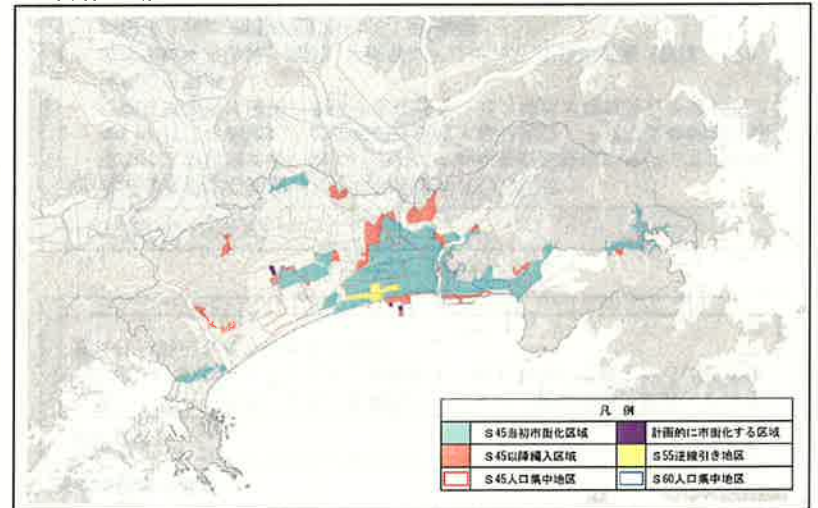 凡 例
S45当初市街化区域
計画的に市街化する区域
S45以降編入区域
S55逆線引き地区
S45人口集中地区
S60人口集中地区